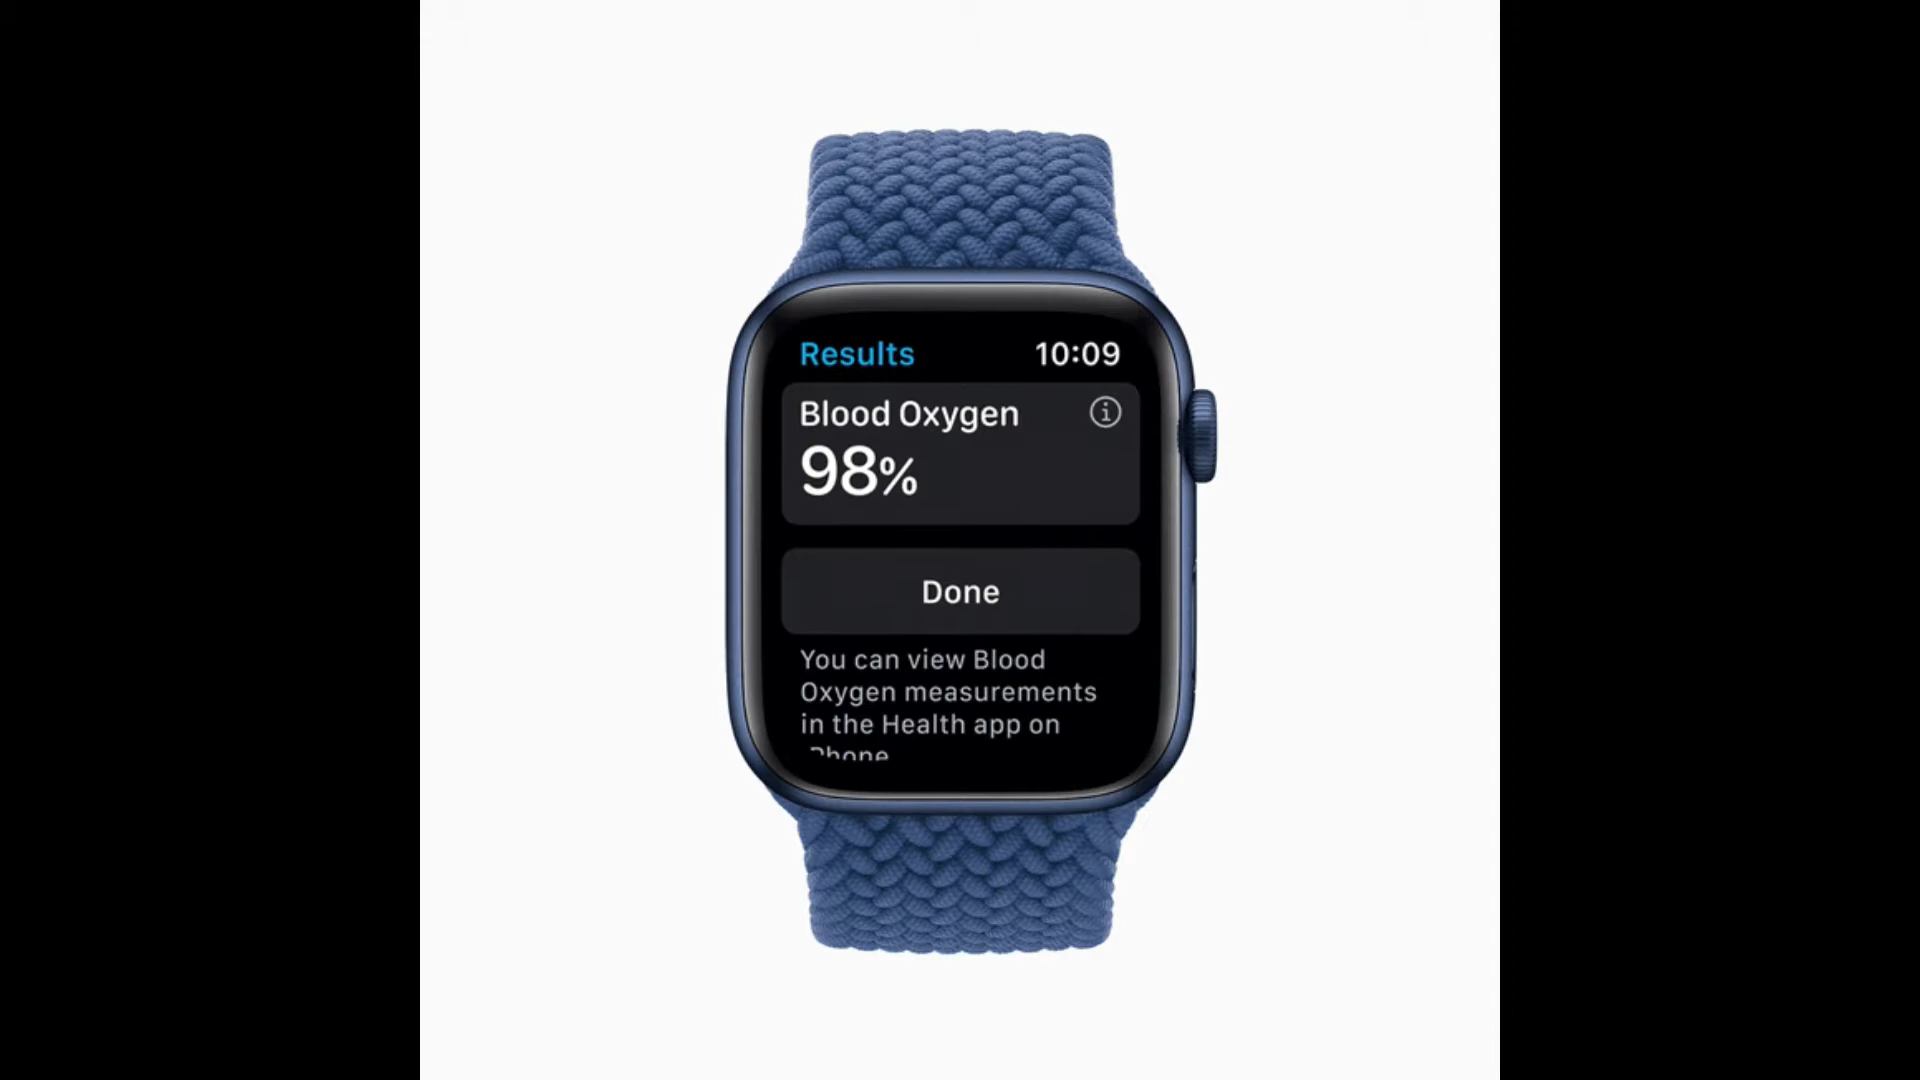 Results 10:09
Blood Oxygen
98%
Done
You can view Blood
Oxygen measurements
in the Health app on